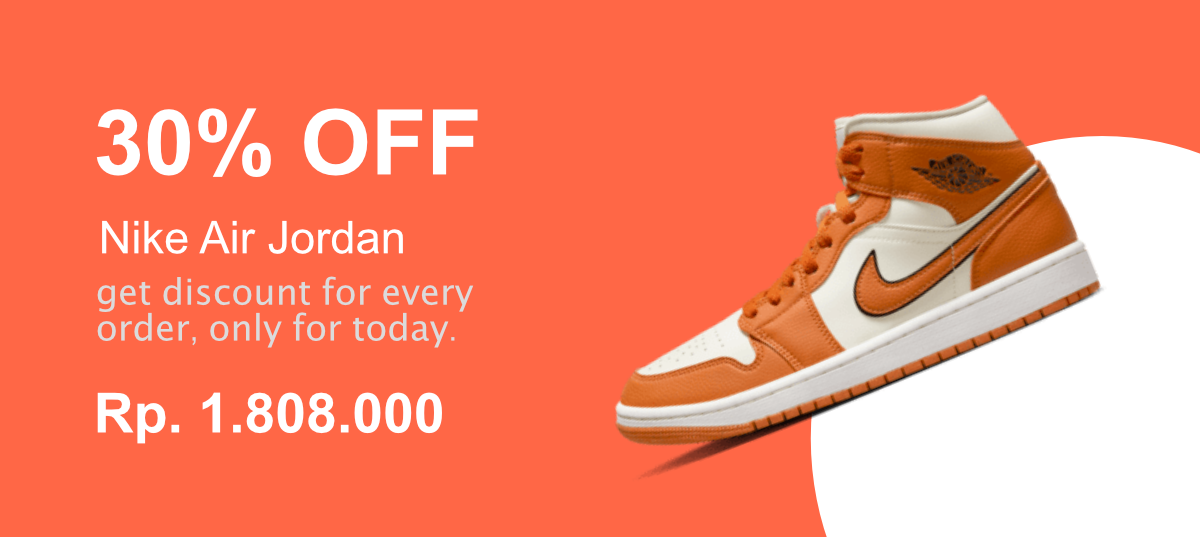 30% OFF
Nike Air Jordan
get discount for every
order, only for today.
Rp. 1.808.000